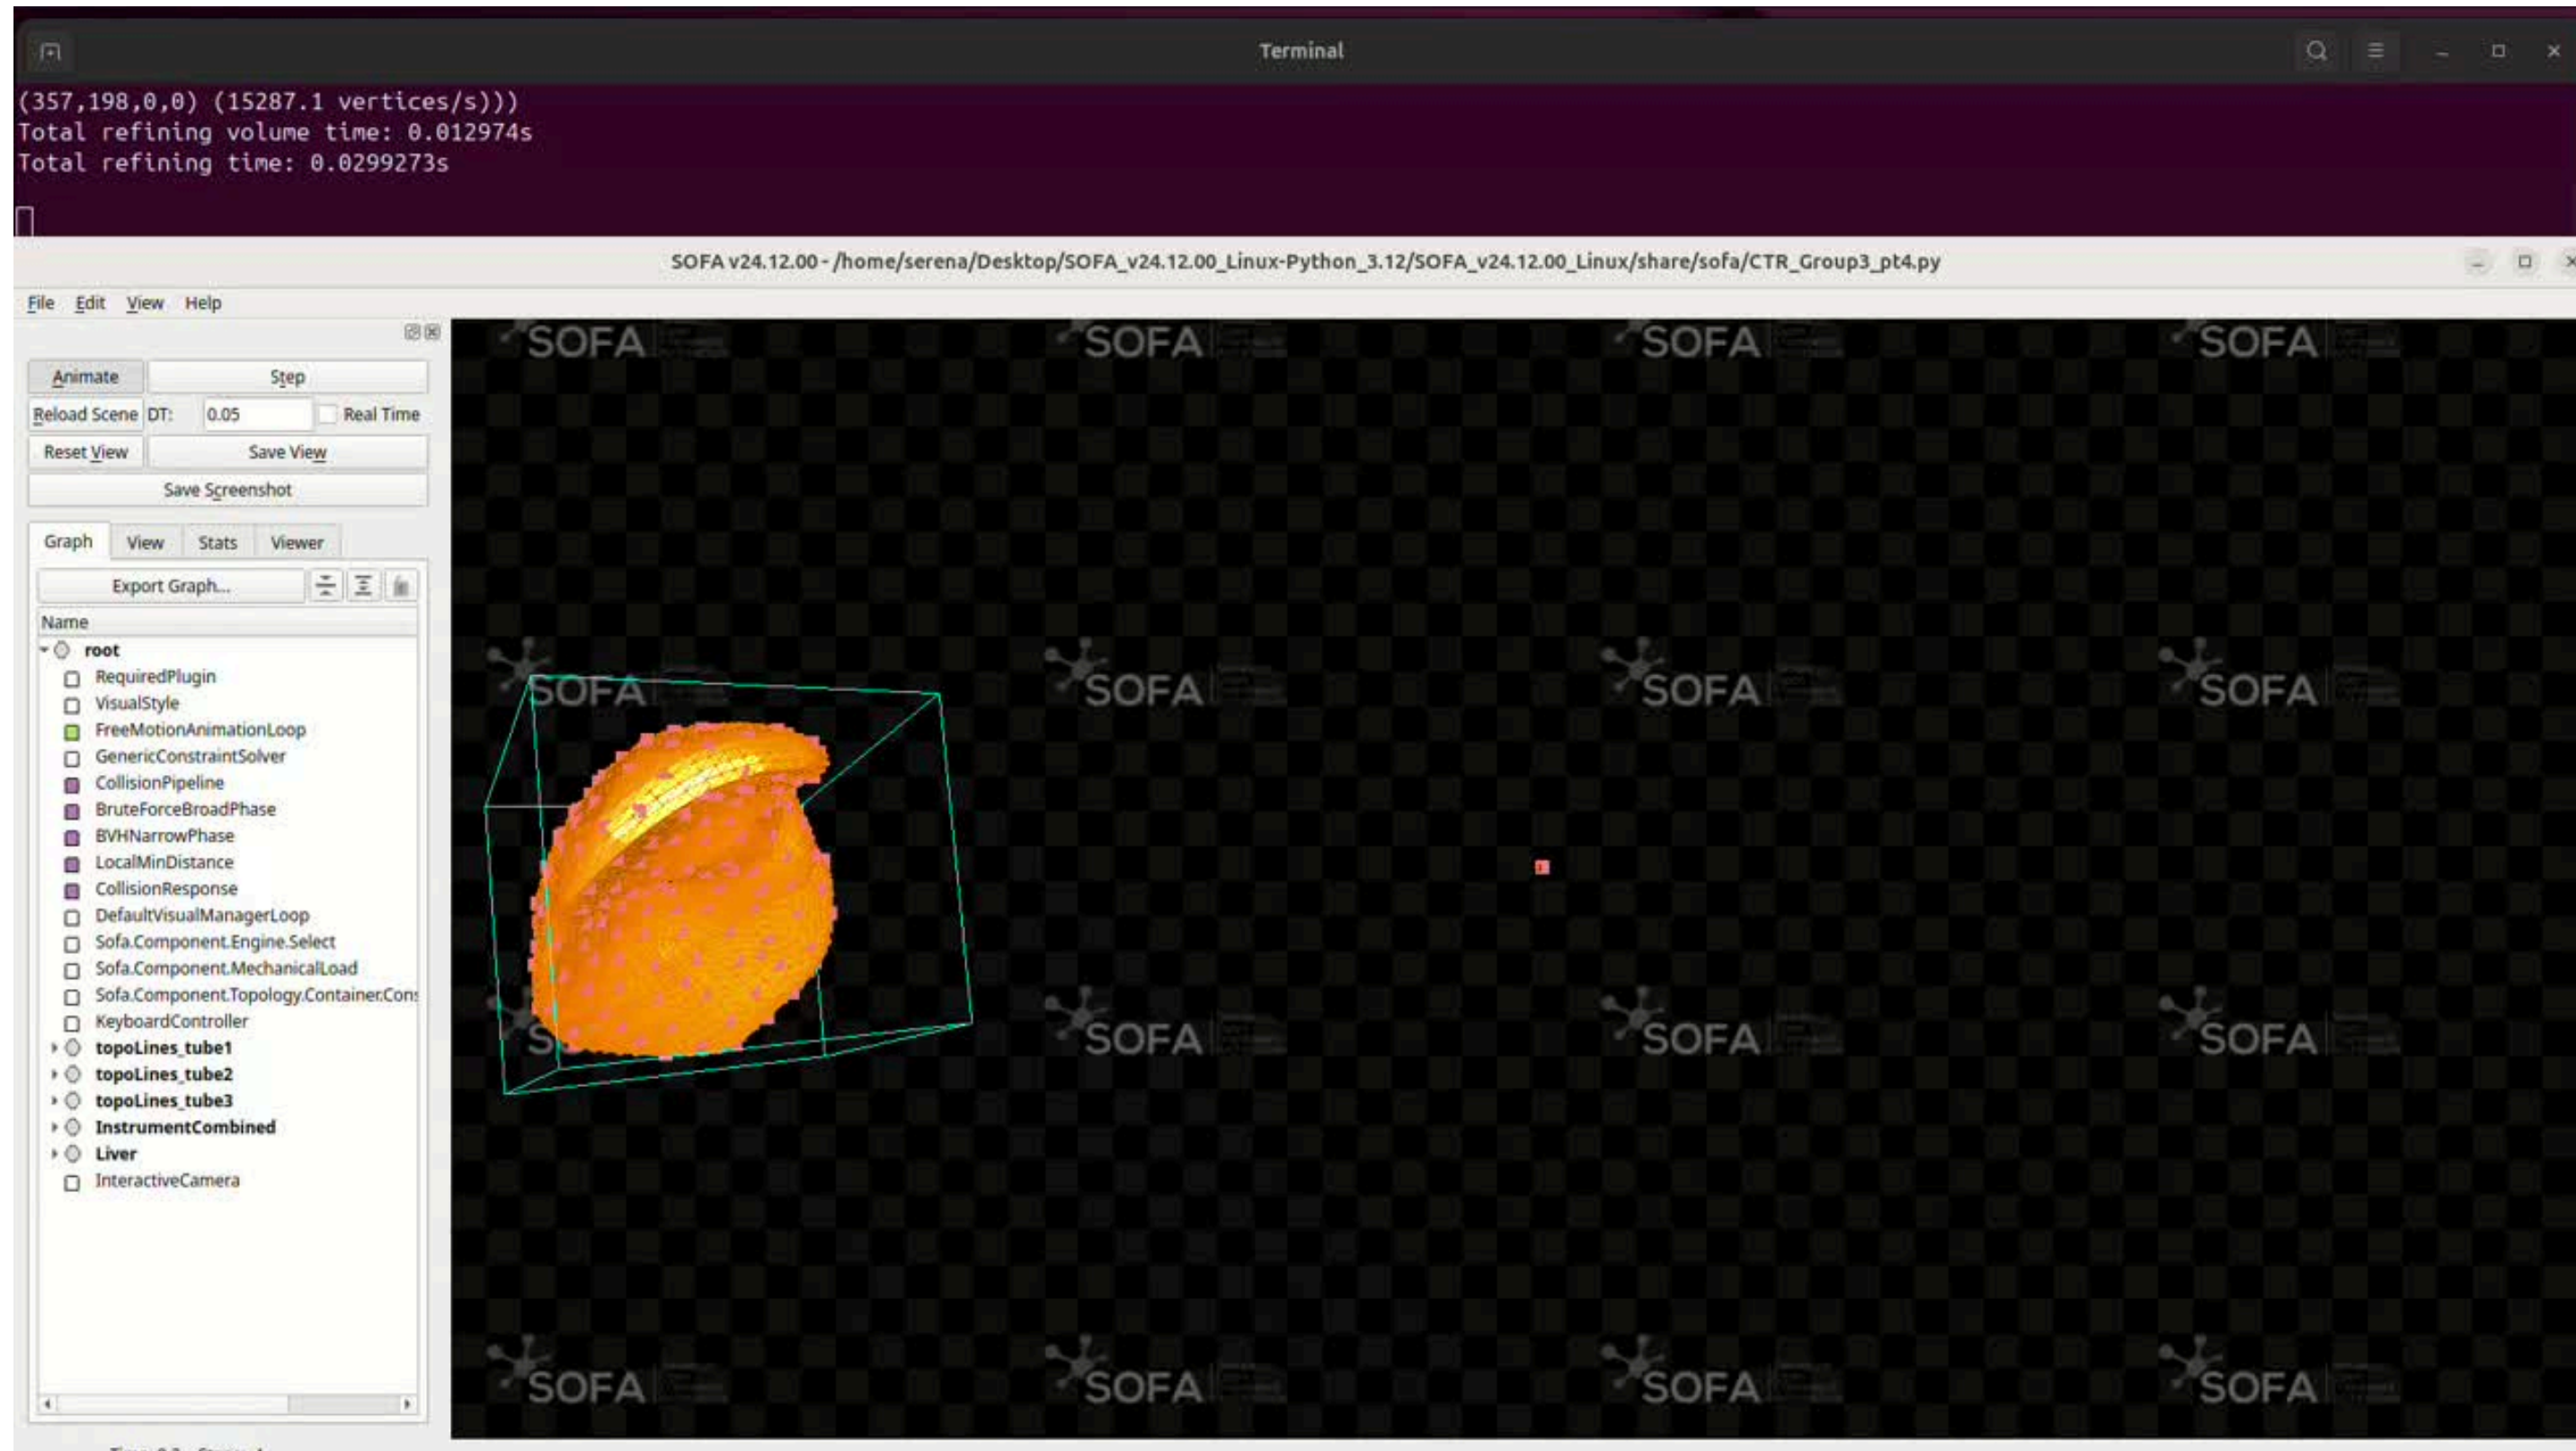 Terminal
(357,198,0,0) (15287.1 vertices/s)))
Total refining volume time: 0.012974s
Total refining time: 0.0299273s
SOFA v24.12.00 - /home/serena/Desktop/SOFA_v24.12.00_Linux-Python_3.12/SOFA_v24.12.00_Linux/share/sofa/CTR_Group3_pt4.py
File Edit View Help
Animate Step
Reload Scene DT: 0.05 Real Time
Reset View Save View
Save Screenshot
Graph View Stats Viewer
Export Graph...
Name
root
RequiredPlugin
VisualStyle
FreeMotionAnimationLoop
GenericConstraintSolver
CollisionPipeline
BruteForceBroadPhase
BVHNarrowPhase
LocalMinDistance
CollisionResponse
DefaultVisualManagerLoop
Sofa.Component.Engine.Select
Sofa.Component.MechanicalLoad
Sofa.Component.Topology.Container.Cons
KeyboardController
topoLines_tube1
topoLines_tube2
topoLines_tube3
InstrumentCombined
Liver
InteractiveCamera
SOFA SOFA SOFA SOFA
SOFA SOFA SOFA SOFA
SOFA SOFA SOFA
SOFA SOFA SOFA SOFA